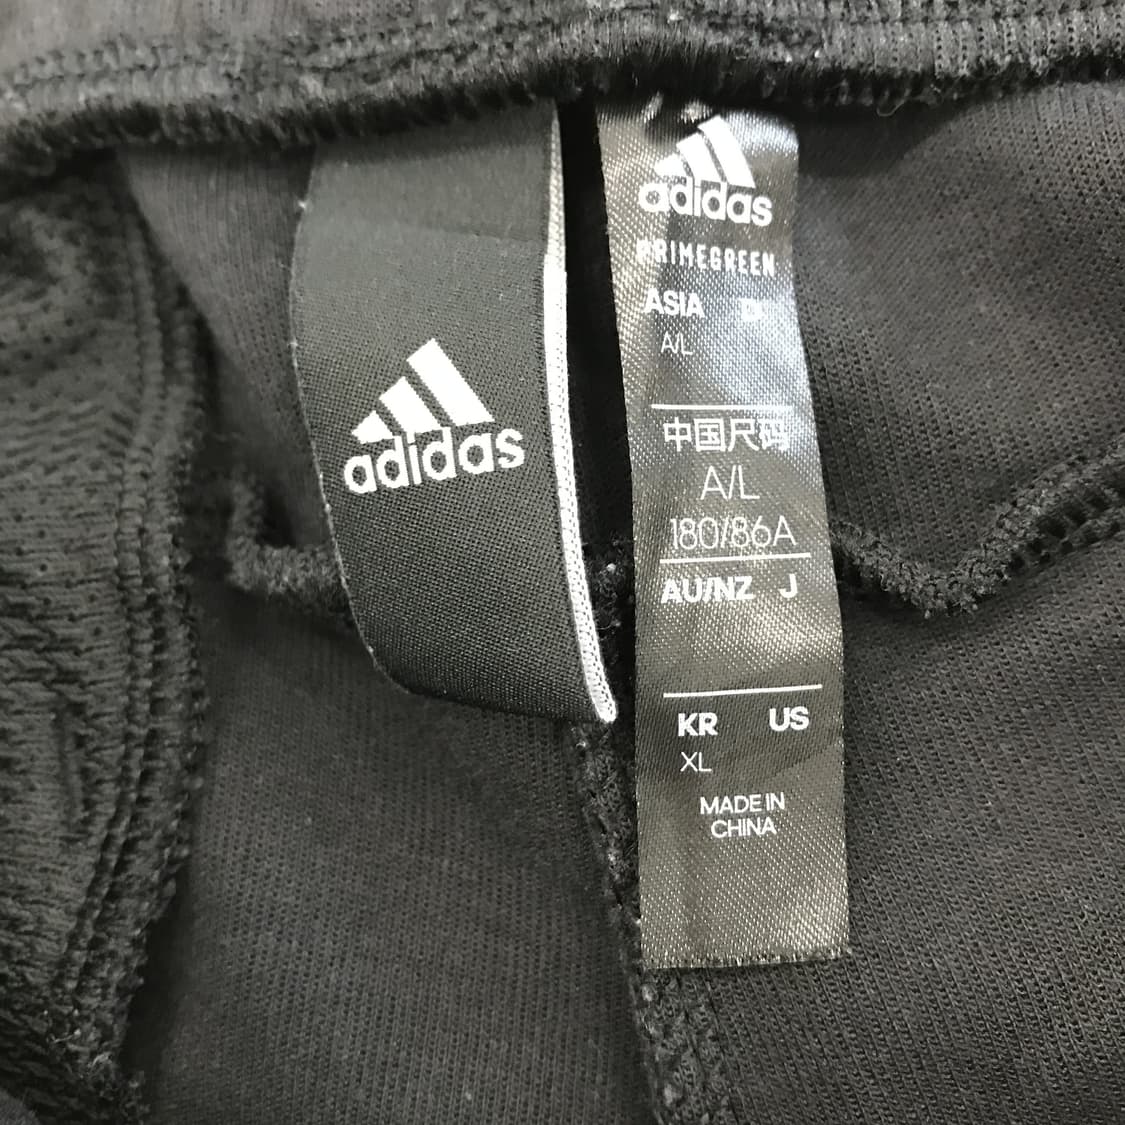 adidas
adidas
PRIMEGREEN
ASIA
A/L
中国尺码
A/L
180/86A
AU/NZ J
KR US
XL
MADE IN
CHINA